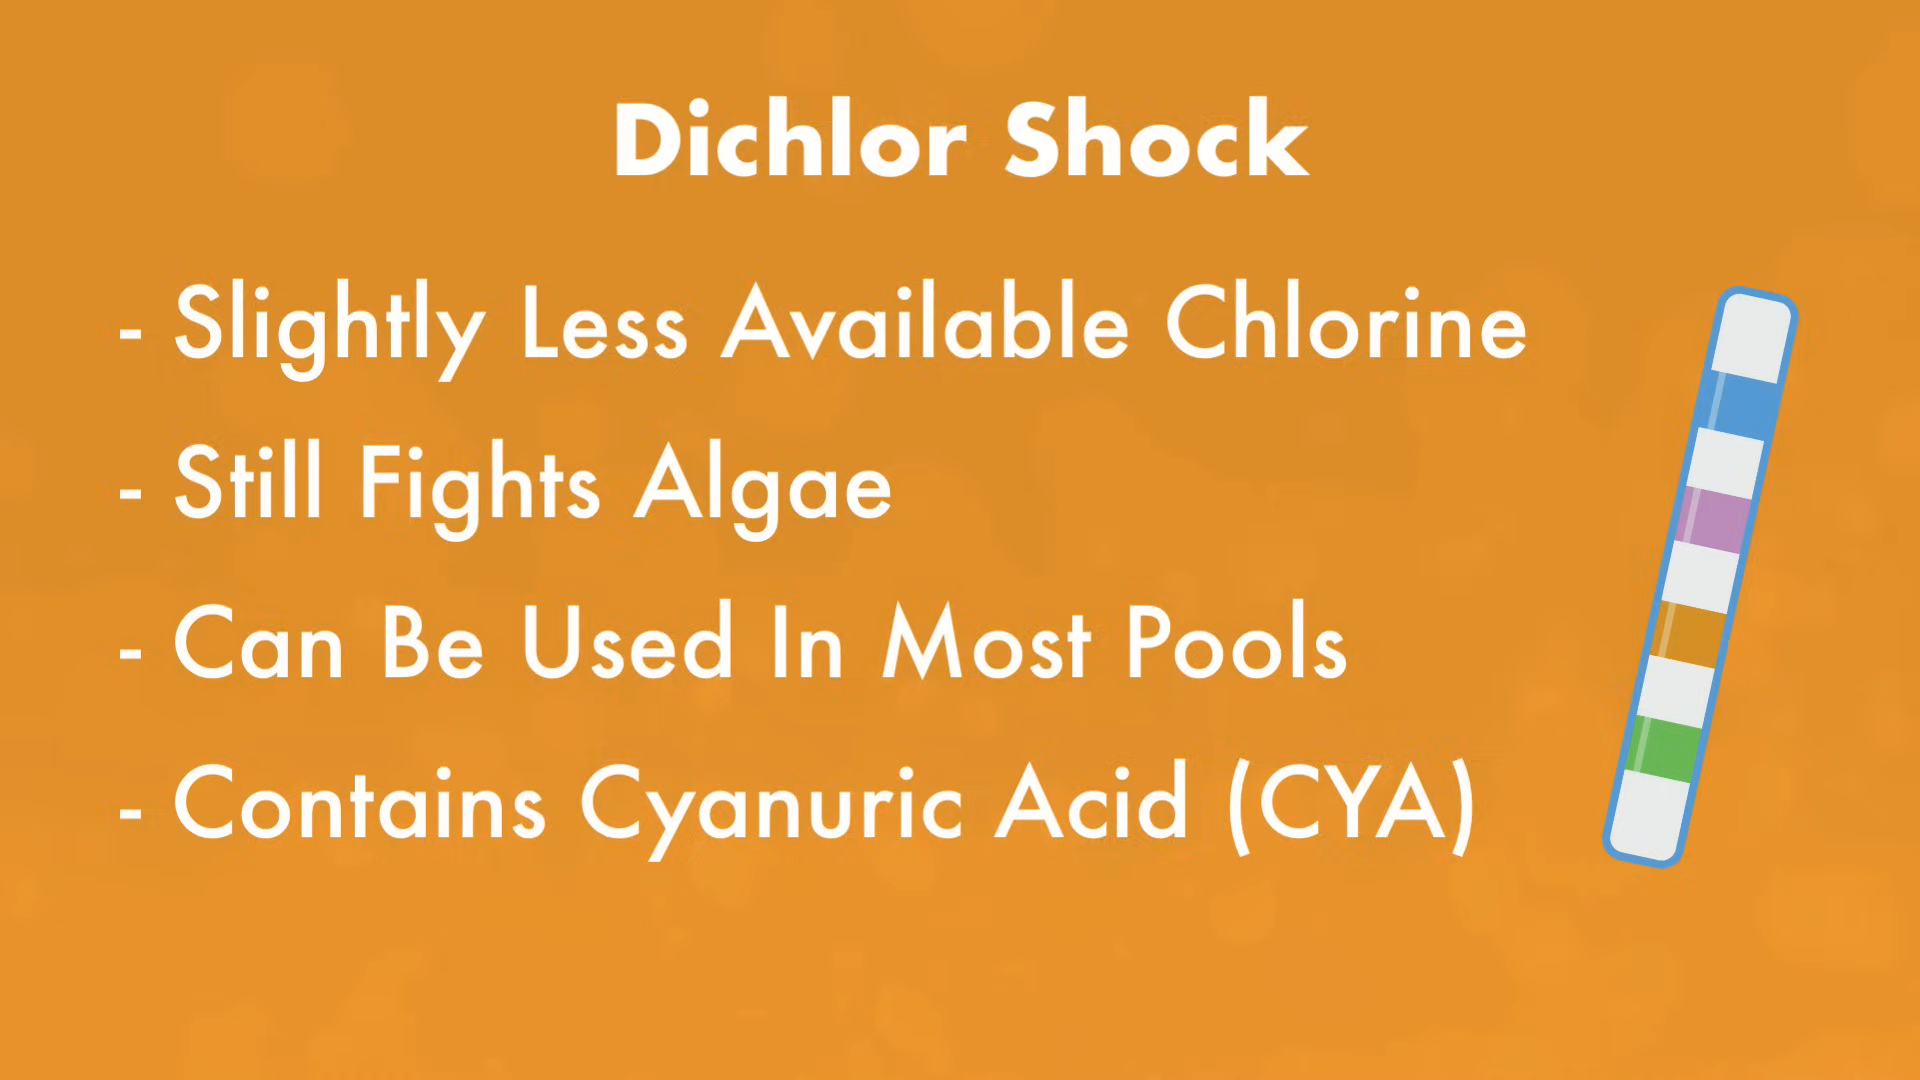 Dichlor Shock
- Slightly Less Available Chlorine
- Still Fights Algae
- Can Be Used In Most Pools
- Contains Cyanuric Acid (CYA)